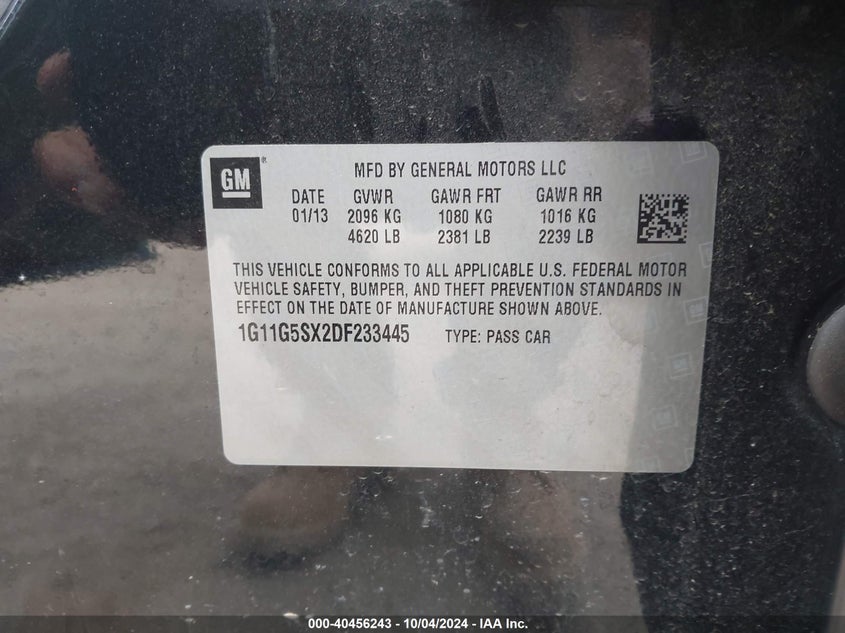 GM®
MFD BY GENERAL MOTORS LLC
DATE GVWR GAWR FRT GAWR RR
01/13 2096 KG 1080 KG 1016 KG
4620 LB 2381 LB 2239 LB
THIS VEHICLE CONFORMS TO ALL APPLICABLE U.S. FEDERAL MOTOR
VEHICLE SAFETY, BUMPER, AND THEFT PREVENTION STANDARDS IN
EFFECT ON THE DATE OF MANUFACTURE SHOWN ABOVE.
1G11G5SX2DF233445 TYPE: PASS CAR
000-40456243 - 10/04/2024 - IAA Inc.